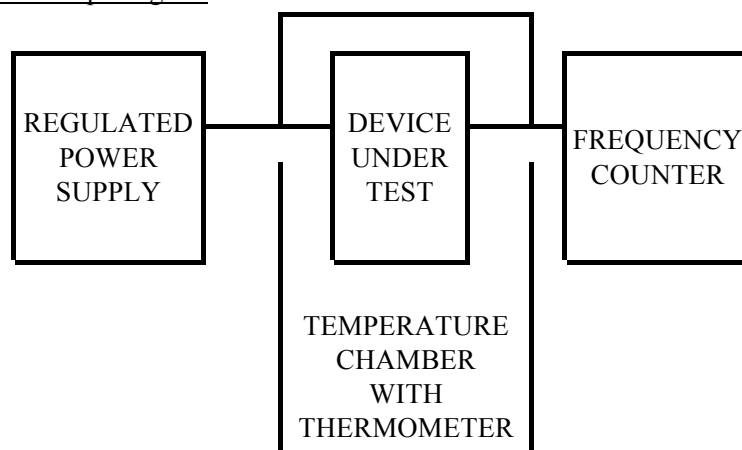 REGULATED
POWER
SUPPLY
DEVICE
UNDER
TEST
FREQUENCY
COUNTER
TEMPERATURE
CHAMBER
WITH
THERMOMETER